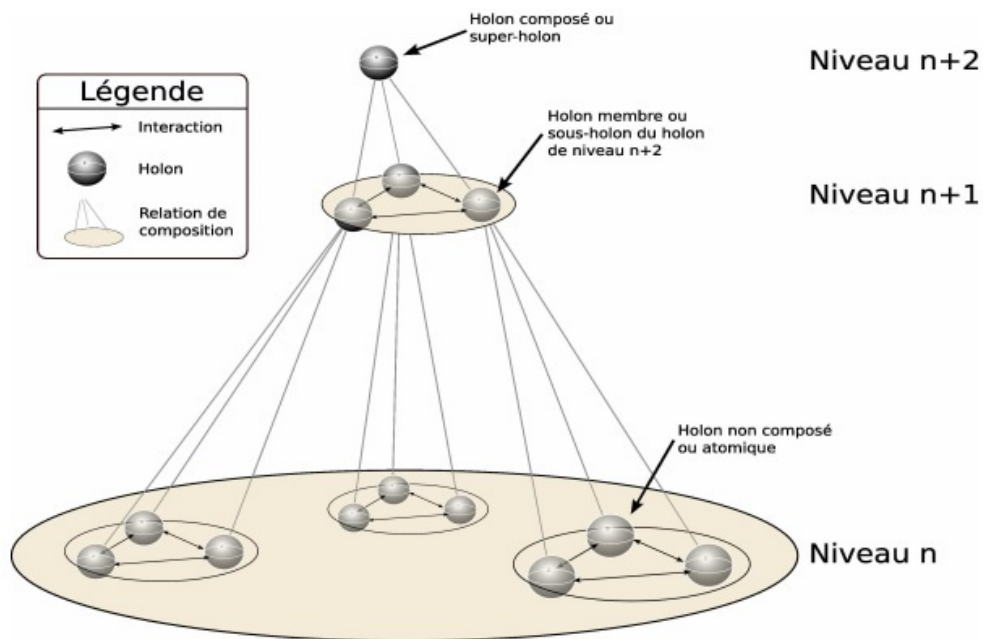 Holon composé ou
super-holon
Niveau n+2
Légende
Interaction
Holon
Relation de
composition
Holon membre ou
sous-holon du holon
de niveau n+2
Niveau n+1
Holon non composé
ou atomique
Niveau n